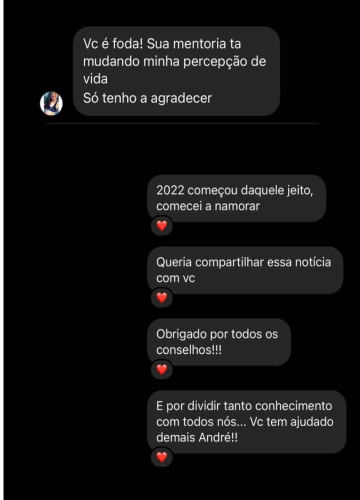 Vc é foda! Sua mentoria ta
mudando minha percepção de
vida
Só tenho a agradecer
2022 começou daquele jeito,
comecei a namorar
Queria compartilhar essa notícia
com vc
Obrigado por todos os
conselhos!!!
E por dividir tanto conhecimento
com todos nós... Vc tem ajudado
demais André!!